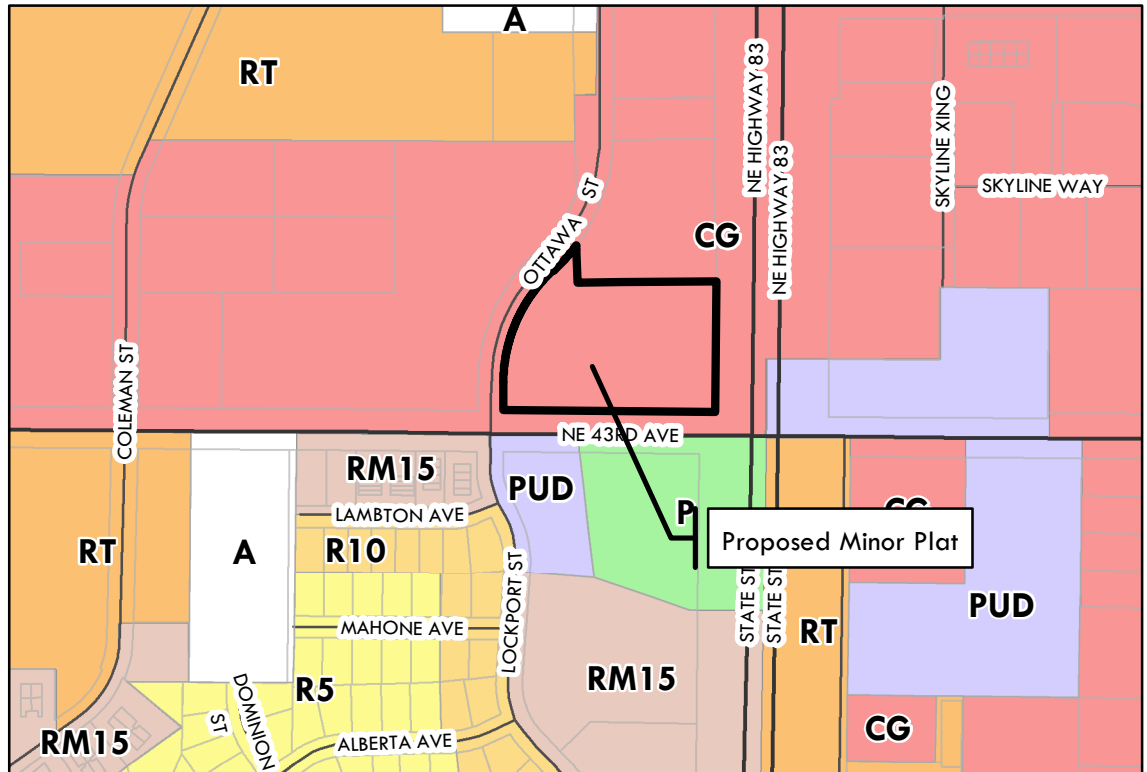 A
RT
NE HIGHWAY 83
NE HIGHWAY 83
SKYLINE XING
SKYLINE WAY
OTTAWA ST
CG
COLEMAN ST
NE 43RD AVE
RM15
PUD
P
CG
LAMBTON AVE
Proposed Minor Plat
RT
A
R10
LOCKPORT ST
STATE ST
STATE ST
PUD
MAHONE AVE
RT
R5
RM15
DOMINION ST
RM15
ALBERTA AVE
CG